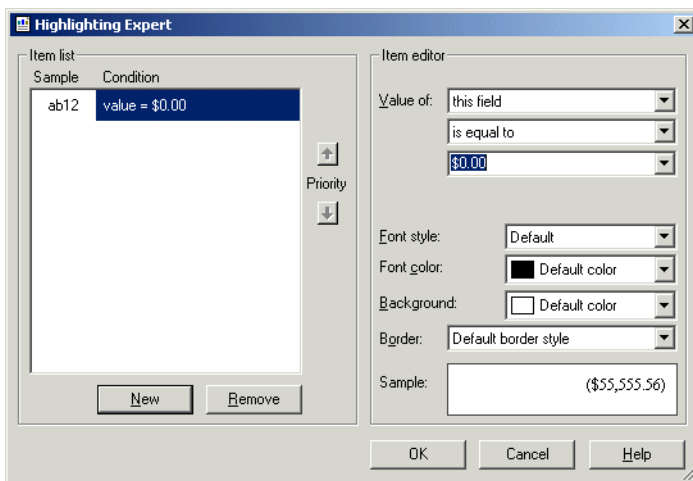 Highlighting Expert
Item list
Sample Condition
ab12 value = $0.00
Priority
New Remove
Item editor
Value of: this field
is equal to
$0.00
Font style: Default
Font color: Default color
Background: Default color
Border: Default border style
Sample: ($55,555.56)
OK Cancel Help